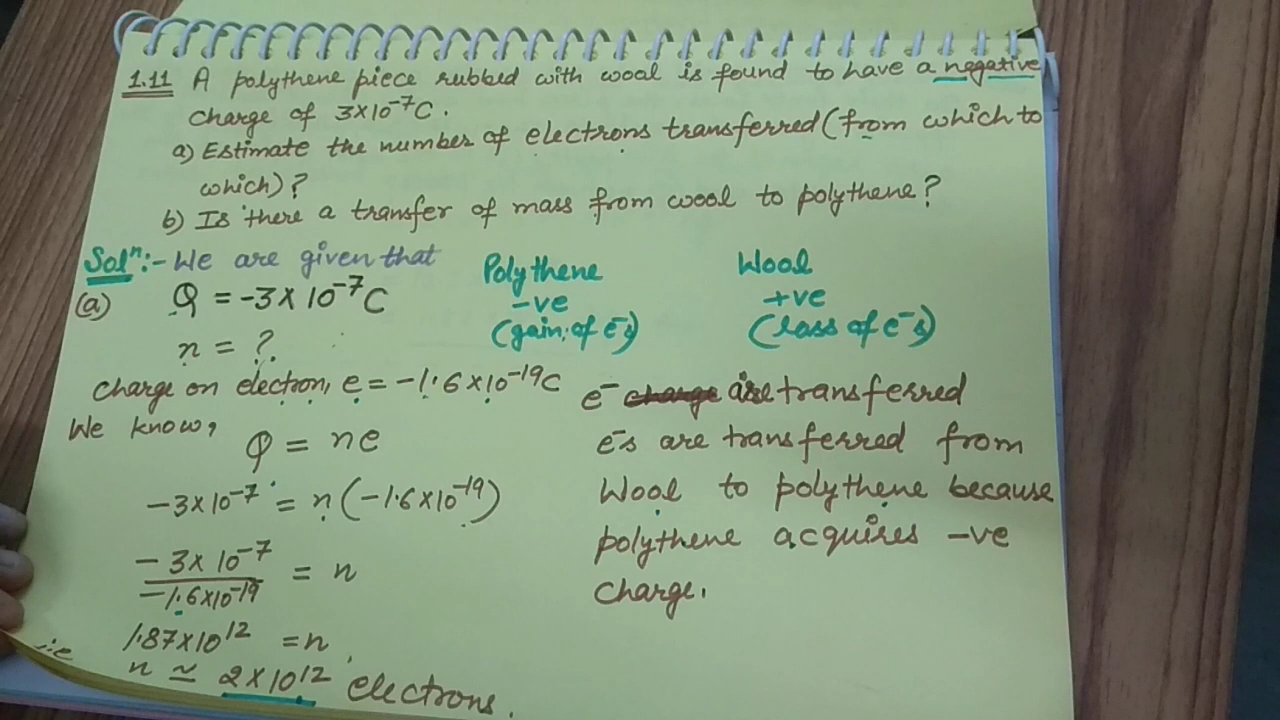 1.11 A polythene piece rubbed with wool is found to have a negative
charge of 3×10⁻⁷C.
a) Estimate the number of electrons transferred (from which to
which)?
b) Is there a transfer of mass from wool to polythene?
Solⁿ:- We are given that
(a) Q = -3×10⁻⁷C
n = ?
Polythene
-ve
(gain of e⁻s)
Wool
+ve
(loss of e⁻s)
Charge on electron, e = -1.6×10⁻¹⁹C
We know,
Q = ne
-3×10⁻⁷ = n(-1.6×10⁻¹⁹)
-3×10⁻⁷
-1.6×10⁻¹⁹ = n
1.87×10¹² = n
i.e
n ≃ 2×10¹² electrons.
e⁻ are transferred
e⁻s are transferred from
Wool to polythene because
polythene acquires -ve
charge.